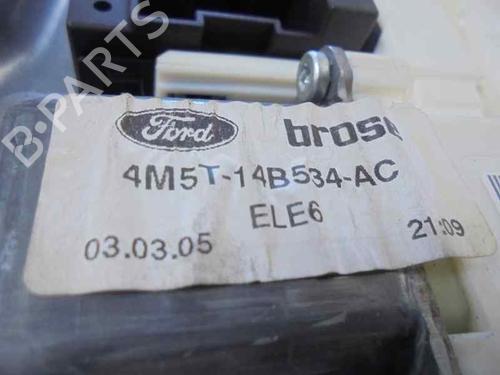 Ford brose
4M5T-14B534-AC
ELE6
03.03.05 21:09
B-PARTS